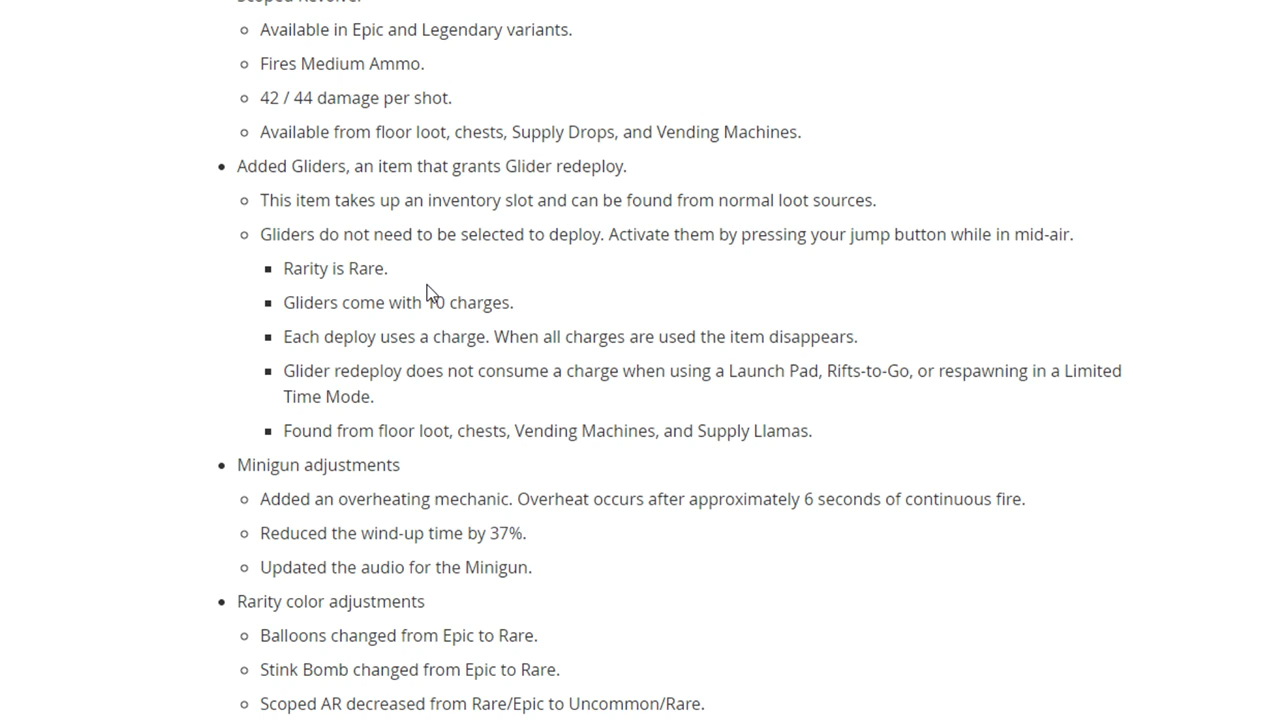 Scoped Revolver
Available in Epic and Legendary variants.
Fires Medium Ammo.
42 / 44 damage per shot.
Available from floor loot, chests, Supply Drops, and Vending Machines.
Added Gliders, an item that grants Glider redeploy.
This item takes up an inventory slot and can be found from normal loot sources.
Gliders do not need to be selected to deploy. Activate them by pressing your jump button while in mid-air.
Rarity is Rare.
Gliders come with 10 charges.
Each deploy uses a charge. When all charges are used the item disappears.
Glider redeploy does not consume a charge when using a Launch Pad, Rifts-to-Go, or respawning in a Limited
Time Mode.
Found from floor loot, chests, Vending Machines, and Supply Llamas.
Minigun adjustments
Added an overheating mechanic. Overheat occurs after approximately 6 seconds of continuous fire.
Reduced the wind-up time by 37%.
Updated the audio for the Minigun.
Rarity color adjustments
Balloons changed from Epic to Rare.
Stink Bomb changed from Epic to Rare.
Scoped AR decreased from Rare/Epic to Uncommon/Rare.